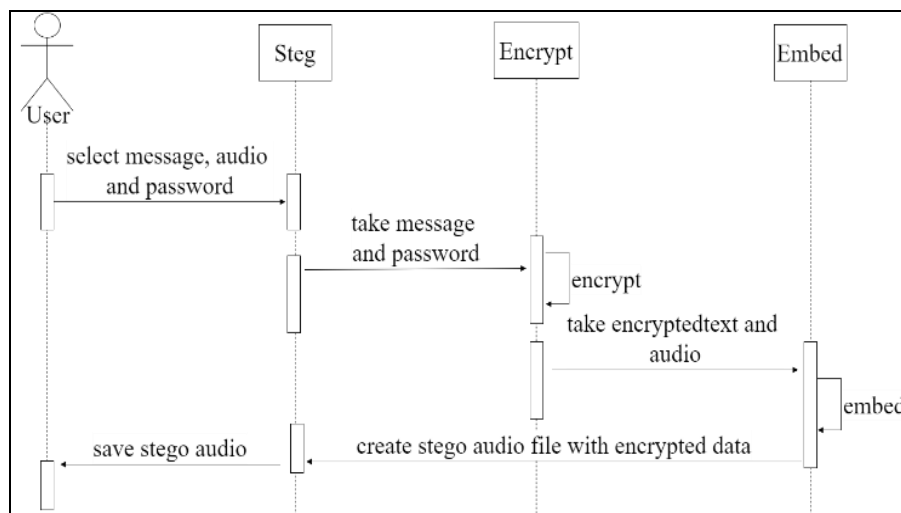 Steg
Encrypt
Embed
User
select message, audio
and password
take message
and password
encrypt
take encryptedtext and
audio
embed
create stego audio file with encrypted data
save stego audio